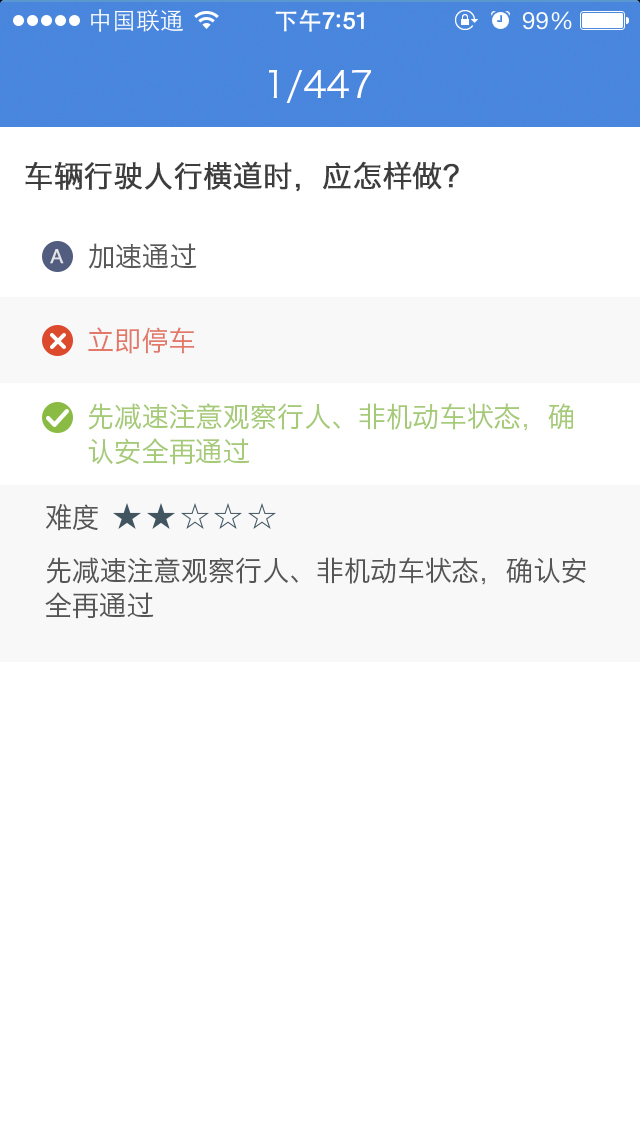 中国联通 下午7:51 99%
1/447
车辆行驶人行横道时，应怎样做？
A 加速通过
立即停车
先减速注意观察行人、非机动车状态，确
认安全再通过
难度 ★★☆☆☆
先减速注意观察行人、非机动车状态，确认安
全再通过